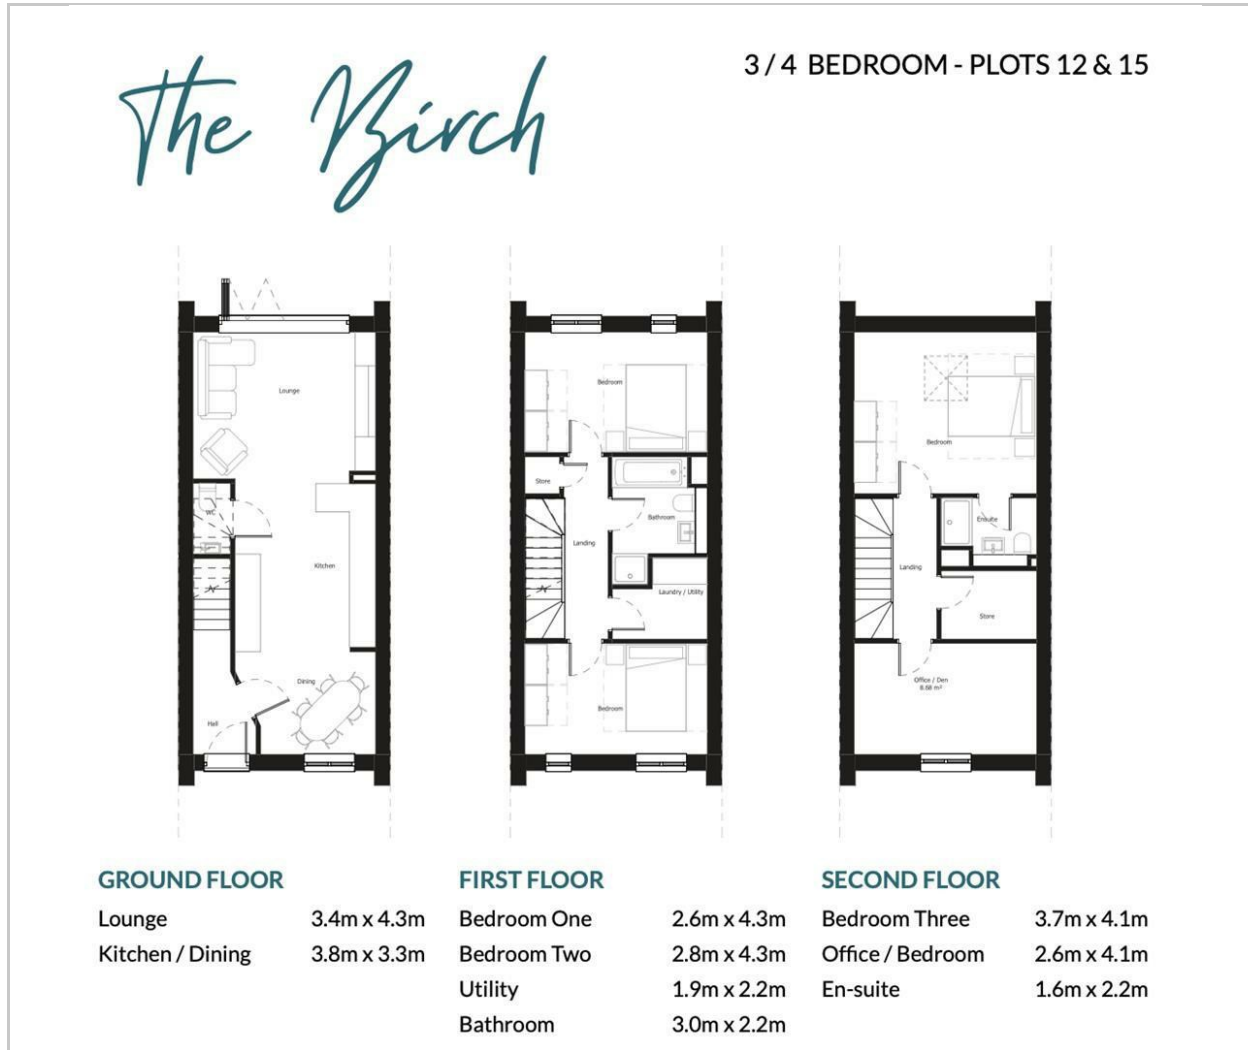 The Birch
3 / 4 BEDROOM - PLOTS 12 & 15
Lounge
WC
Kitchen
Dining
Hall
Bedroom
Store
Bathroom
Landing
Laundry / Utility
Bedroom
Bedroom
Ensuite
Landing
Store
Office / Den
8.68 m²
GROUND FLOOR
Lounge 3.4m x 4.3m
Kitchen / Dining 3.8m x 3.3m
FIRST FLOOR
Bedroom One 2.6m x 4.3m
Bedroom Two 2.8m x 4.3m
Utility 1.9m x 2.2m
Bathroom 3.0m x 2.2m
SECOND FLOOR
Bedroom Three 3.7m x 4.1m
Office / Bedroom 2.6m x 4.1m
En-suite 1.6m x 2.2m